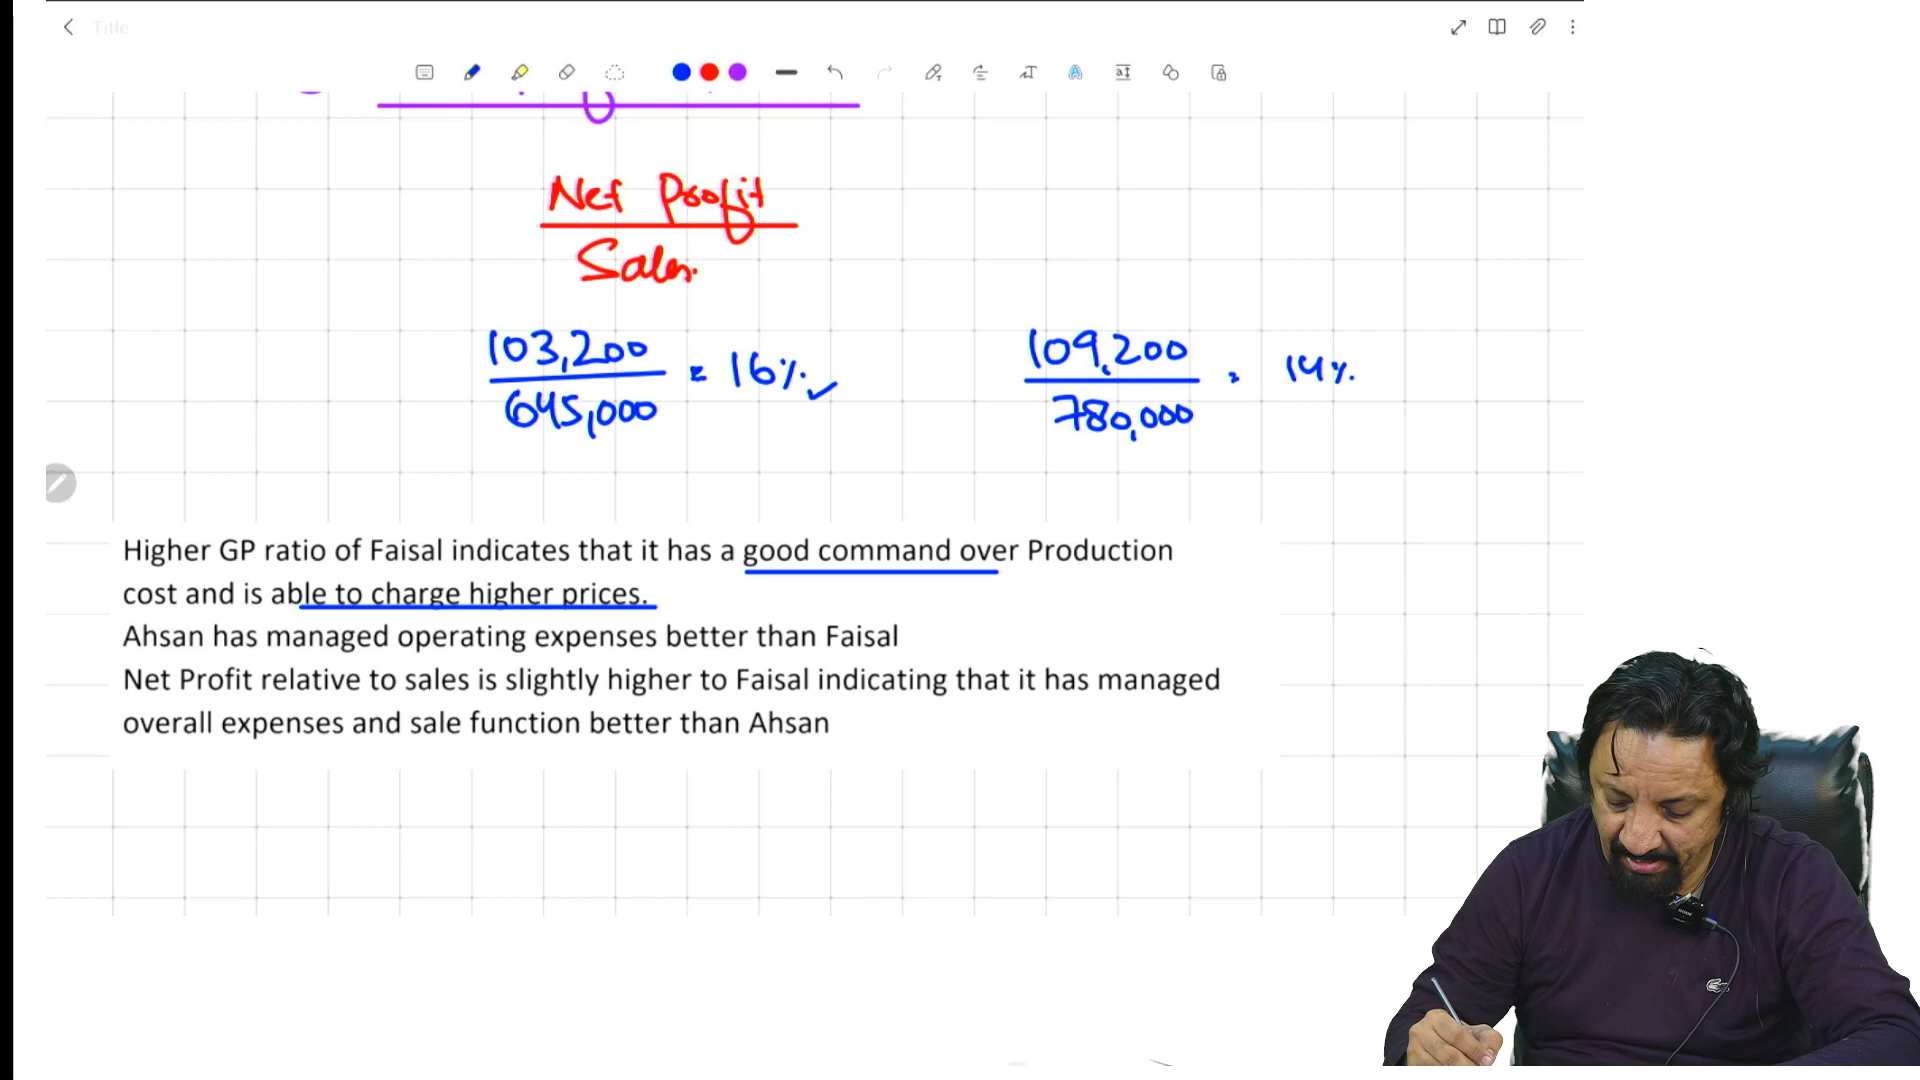 Title
Net Profit
Sales.
103,200
645,000
= 16%
109,200
780,000
= 14%
Higher GP ratio of Faisal indicates that it has a good command over Production
cost and is able to charge higher prices.
Ahsan has managed operating expenses better than Faisal
Net Profit relative to sales is slightly higher to Faisal indicating that it has managed
overall expenses and sale function better than Ahsan